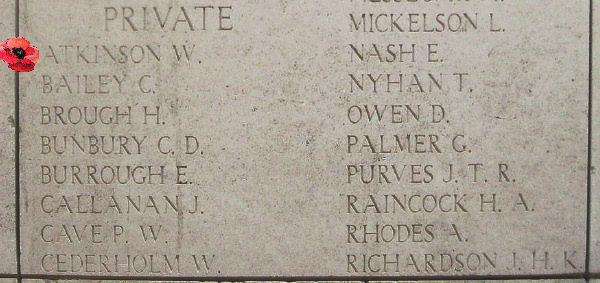 PRIVATE
ATKINSON W.
BAILEY C.
BROUGH H.
BUNBURY C. D.
BURROUGH E.
CALLANAN J.
CAVE P. W.
CEDERHOLM W.
MICKELSON L.
NASH E.
NYHAN T.
OWEN D.
PALMER G.
PURVES J. T. R.
RAINCOCK H. A.
RHODES A.
RICHARDSON J. H. K